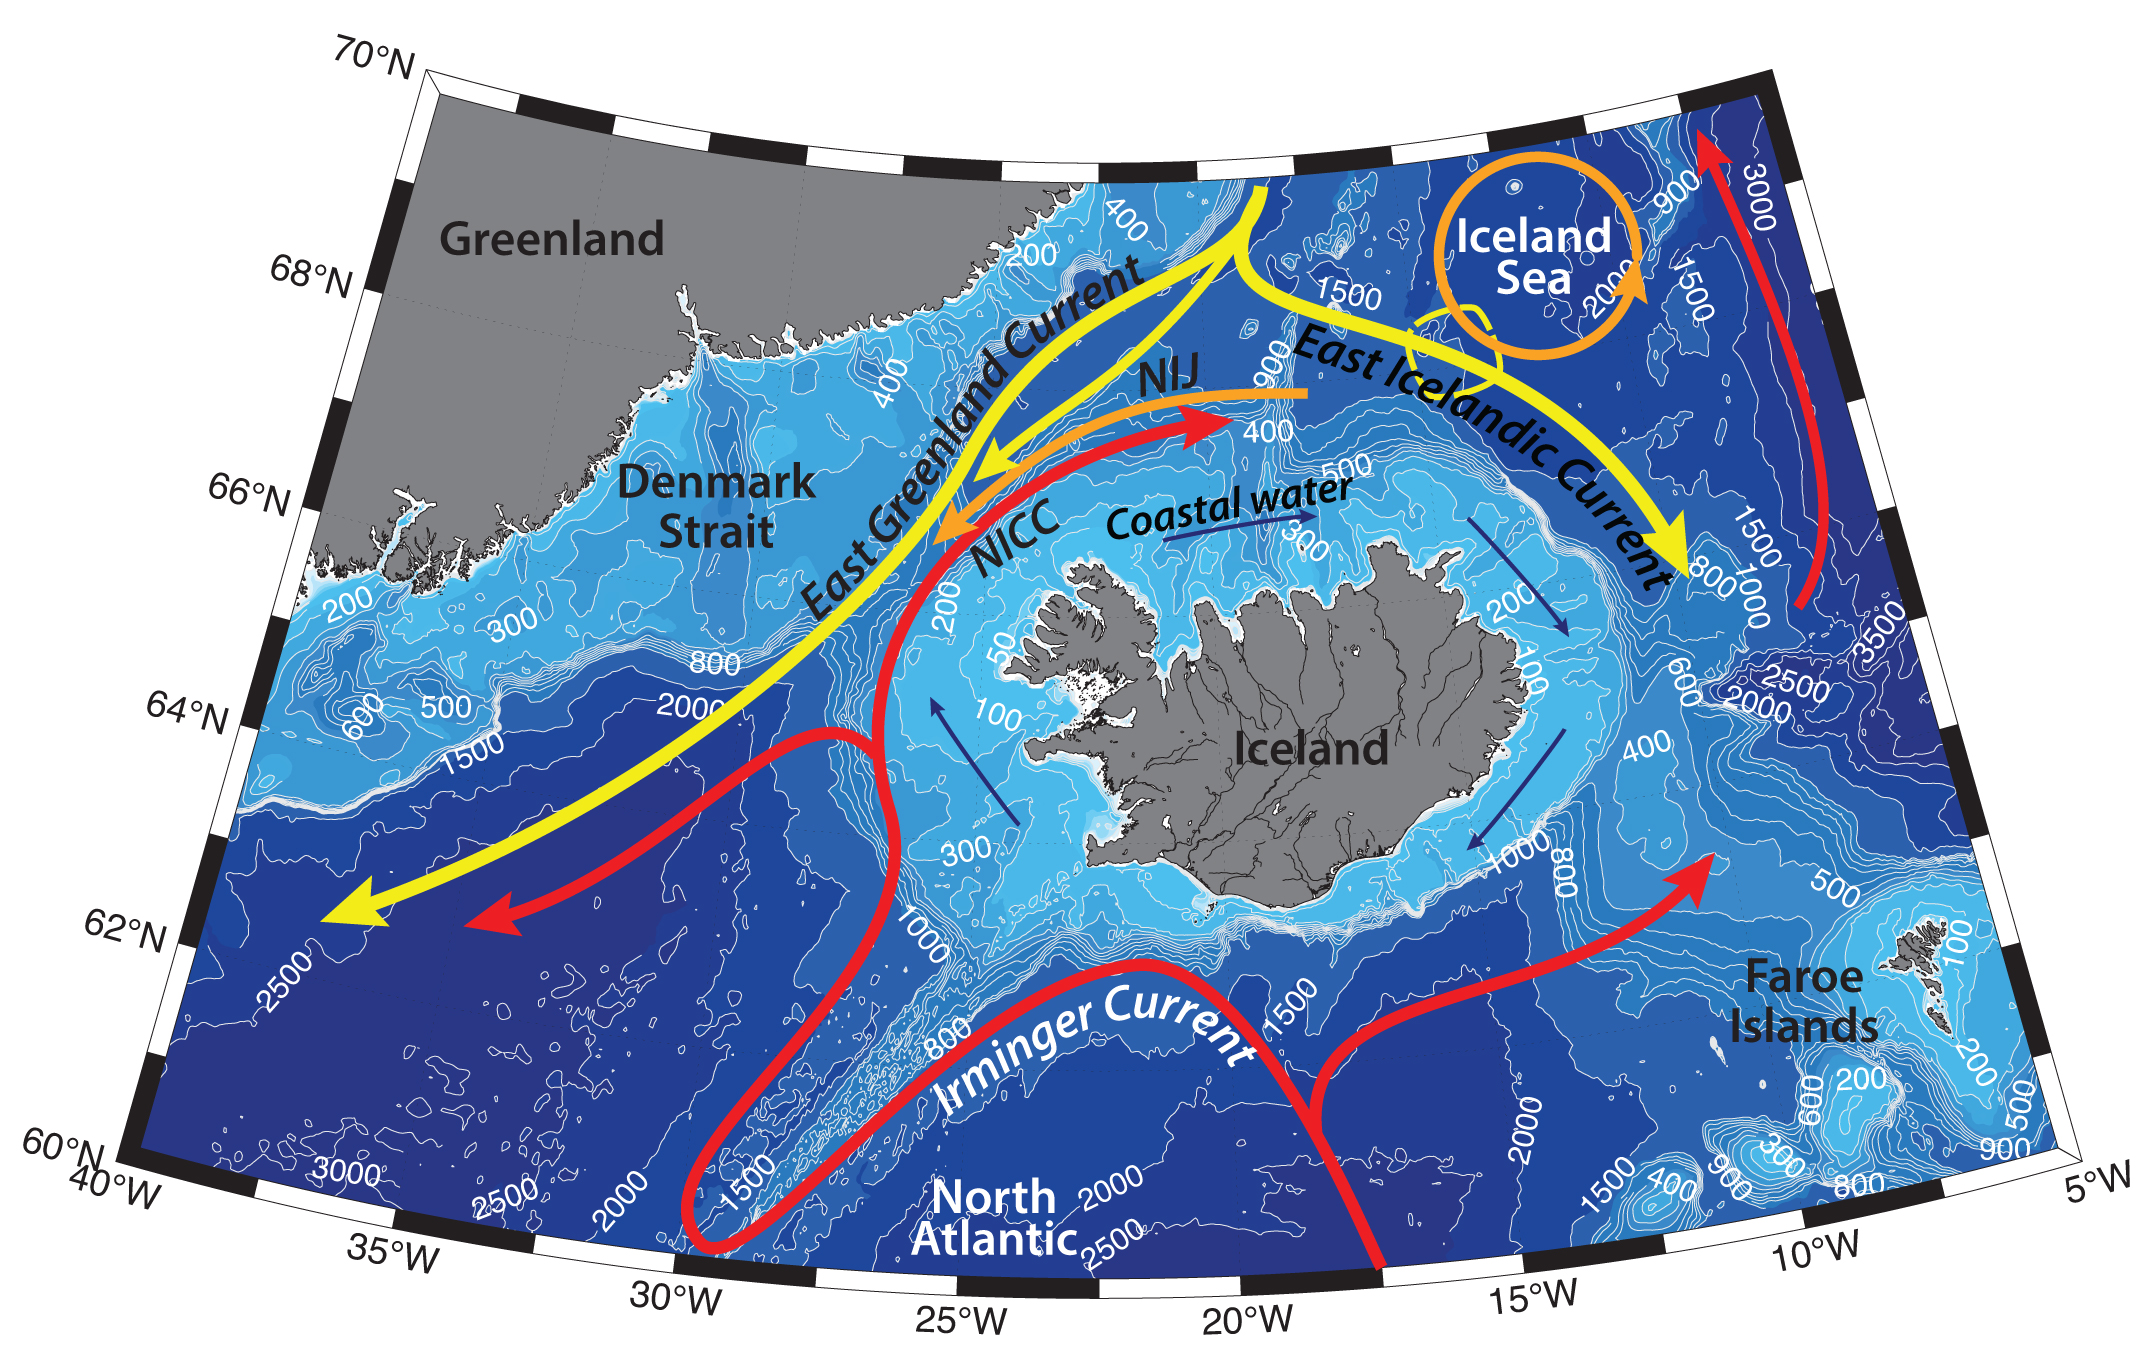 70°N
68°N
66°N
64°N
62°N
60°N
40°W
35°W
30°W
25°W
20°W
15°W
10°W
5°W
Greenland
Denmark
Strait
East Greenland Current
NIJ
NICC
East Icelandic Current
Iceland
Sea
Coastal water
Iceland
Irminger Current
North
Atlantic
Faroe
Islands
400
200
400
1500
900
2000
1500
900
3000
400
500
300
200
50
100
300
1000
200
100
200
300
600
500
1500
800
2000
2500
3000
2500
2000
1500
800
1500
2000
2500
2000
1500
400
900
300
800
900
600
200
500
200
100
500
800
1000
400
600
2000
2500
3500
1000
800
1500